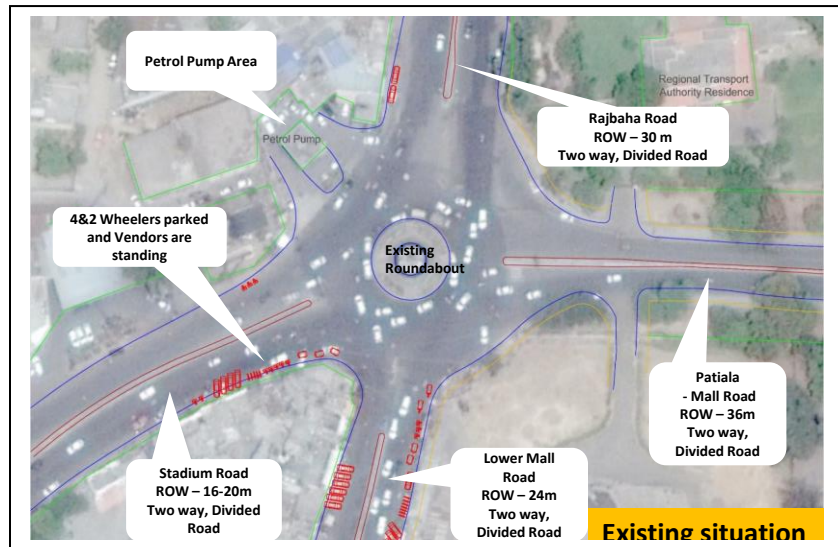 Petrol Pump Area
Regional Transport
Authority Residence
Rajbaha Road
ROW – 30 m
Two way, Divided Road
Petrol Pump
4&2 Wheelers parked
and Vendors are
standing
Existing
Roundabout
Patiala
- Mall Road
ROW – 36m
Two way,
Divided Road
Stadium Road
ROW – 16-20m
Two way, Divided
Road
Lower Mall
Road
ROW – 24m
Two way,
Divided Road
Existing situation